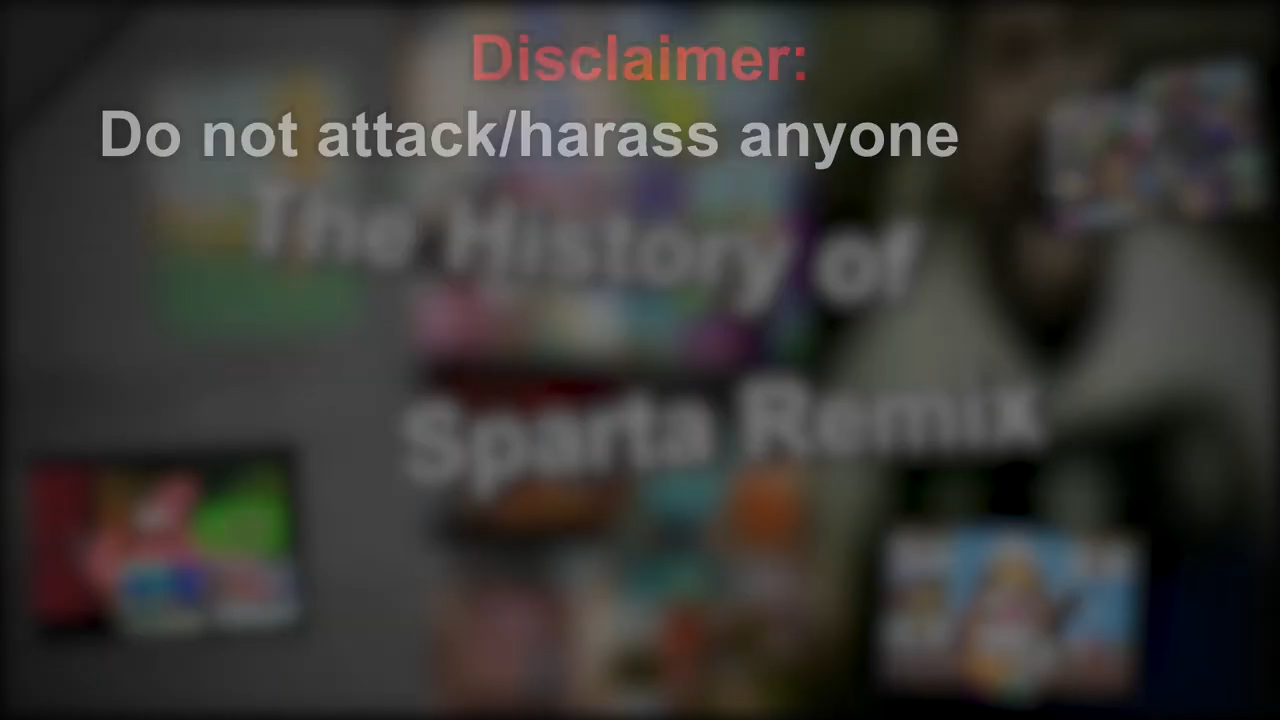 Disclaimer:
Do not attack/harass anyone
The History of
Sparta Remix